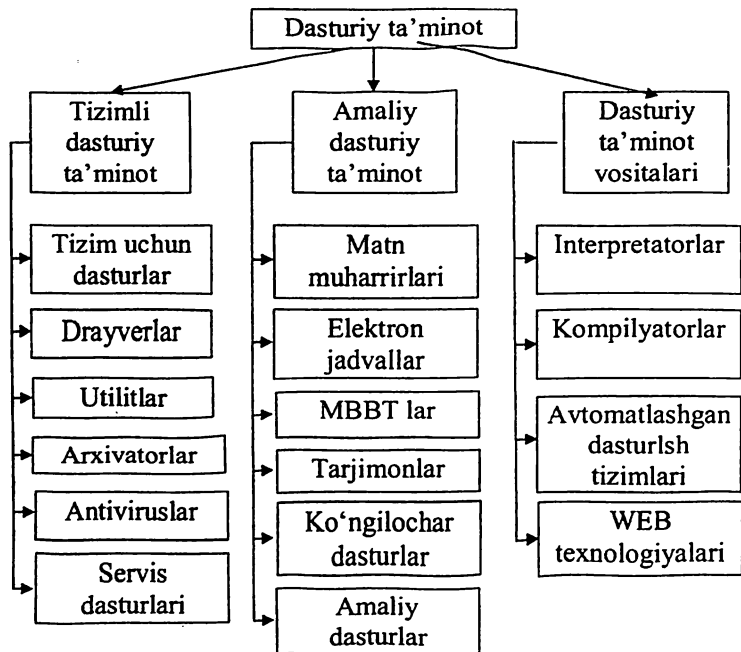 Dasturiy ta’minot
Tizimli
dasturiy
ta’minot
Tizim uchun
dasturlar
Drayverlar
Utilitlar
Arxivatorlar
Antiviruslar
Servis
dasturlari
Amaliy
dasturiy
ta’minot
Matn
muharrirlari
Elektron
jadvallar
MBBT lar
Tarjimonlar
Ko‘ngilochar
dasturlar
Amaliy
dasturlar
Dasturiy
ta’minot
vositalari
Interpretatorlar
Kompilyatorlar
Avtomatlashgan
dasturlsh
tizimlari
WEB
texnologiyalari